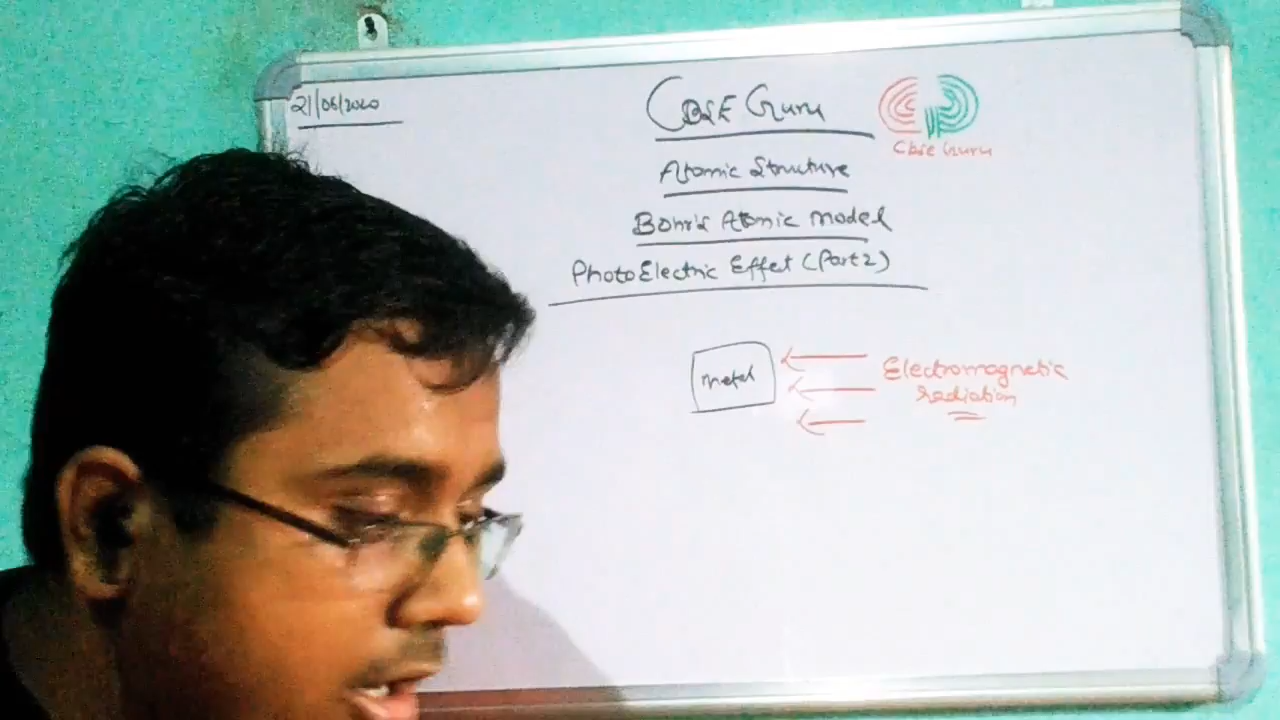 21/06/2020
CBSE Guru
CBSE Guru
Atomic Structure
Bohr's Atomic Model
PhotoElectric Effect (Part 2)
Metal
Electromagnetic
radiation